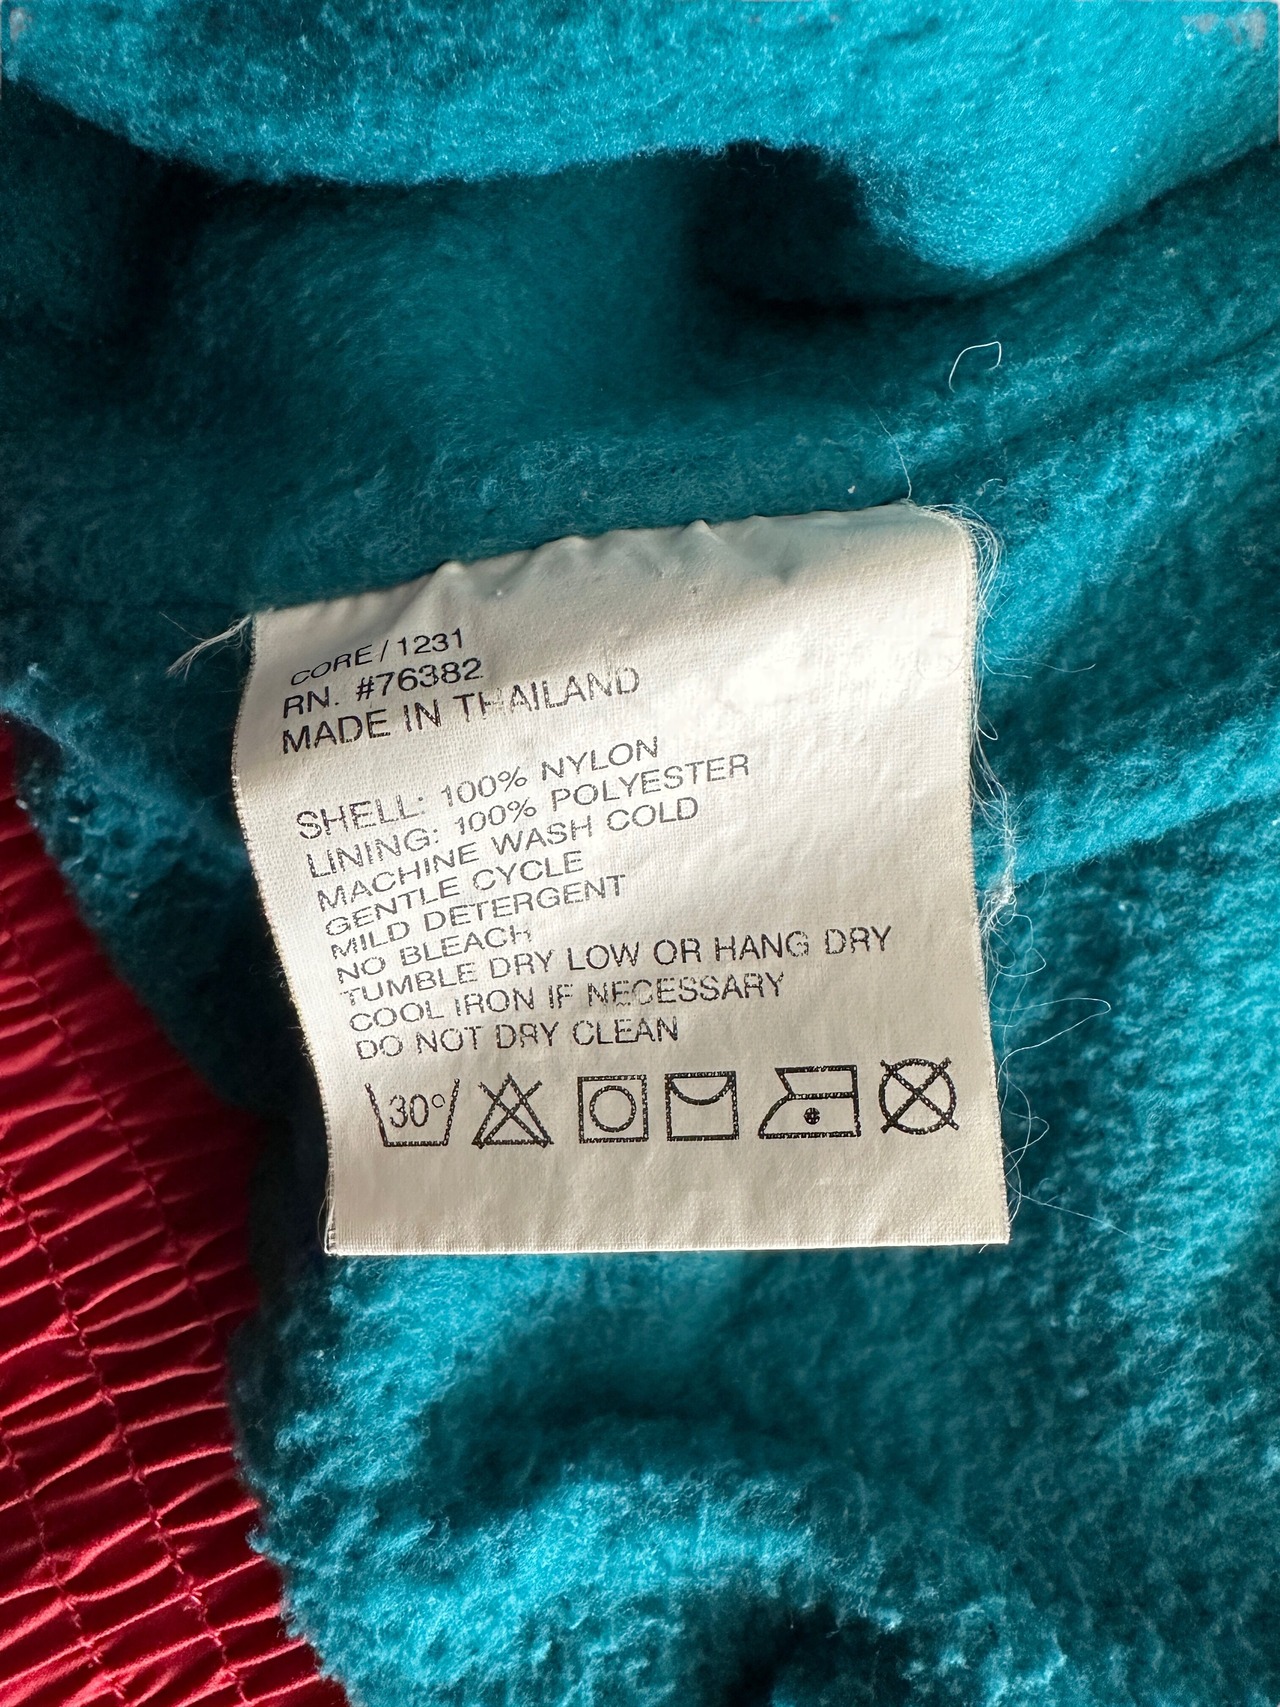 CORE/1231
RN. #76382
MADE IN THAILAND
SHELL: 100% NYLON
LINING: 100% POLYESTER
MACHINE WASH COLD
GENTLE CYCLE
MILD DETERGENT
NO BLEACH
TUMBLE DRY LOW OR HANG DRY
COOL IRON IF NECESSARY
DO NOT DRY CLEAN
30°